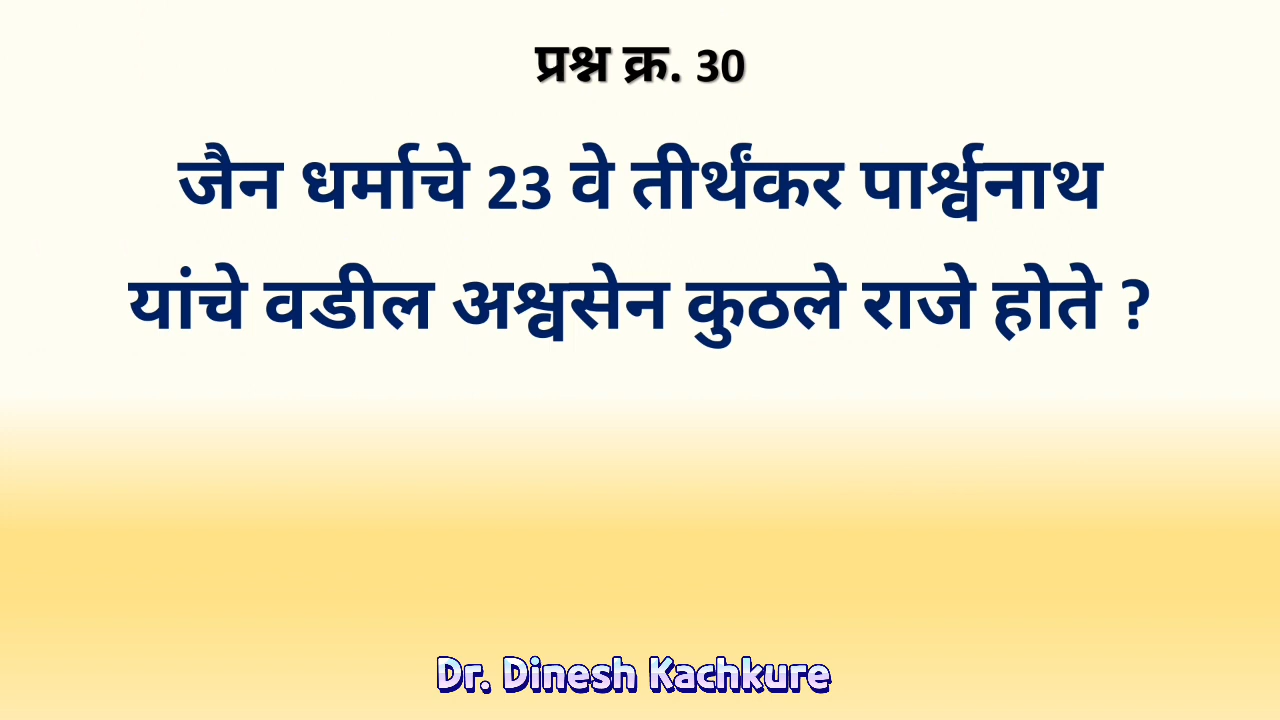 प्रश्न क्र. 30
जैन धर्माचे 23 वे तीर्थंकर पार्श्वनाथ
यांचे वडील अश्वसेन कुठले राजे होते ?
Dr. Dinesh Kachkure